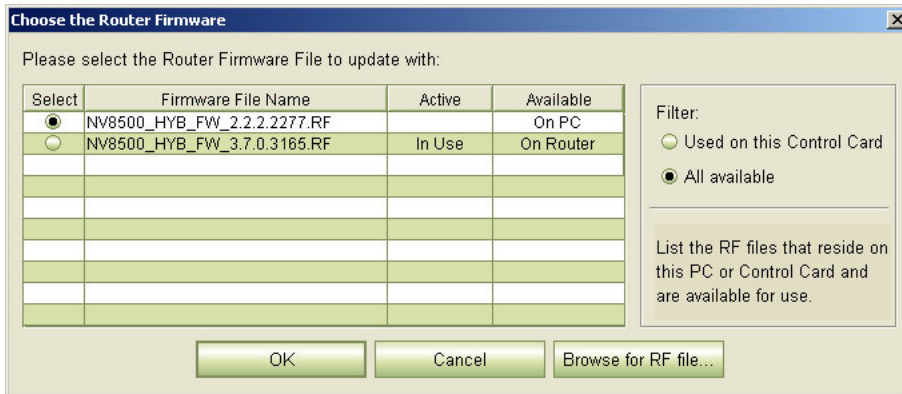 Choose the Router Firmware
Please select the Router Firmware File to update with:
Select Firmware File Name Active Available
NV8500_HYB_FW_2.2.2.2277.RF On PC
NV8500_HYB_FW_3.7.0.3165.RF In Use On Router
Filter:
Used on this Control Card
All available
List the RF files that reside on
this PC or Control Card and
are available for use.
OK Cancel Browse for RF file...